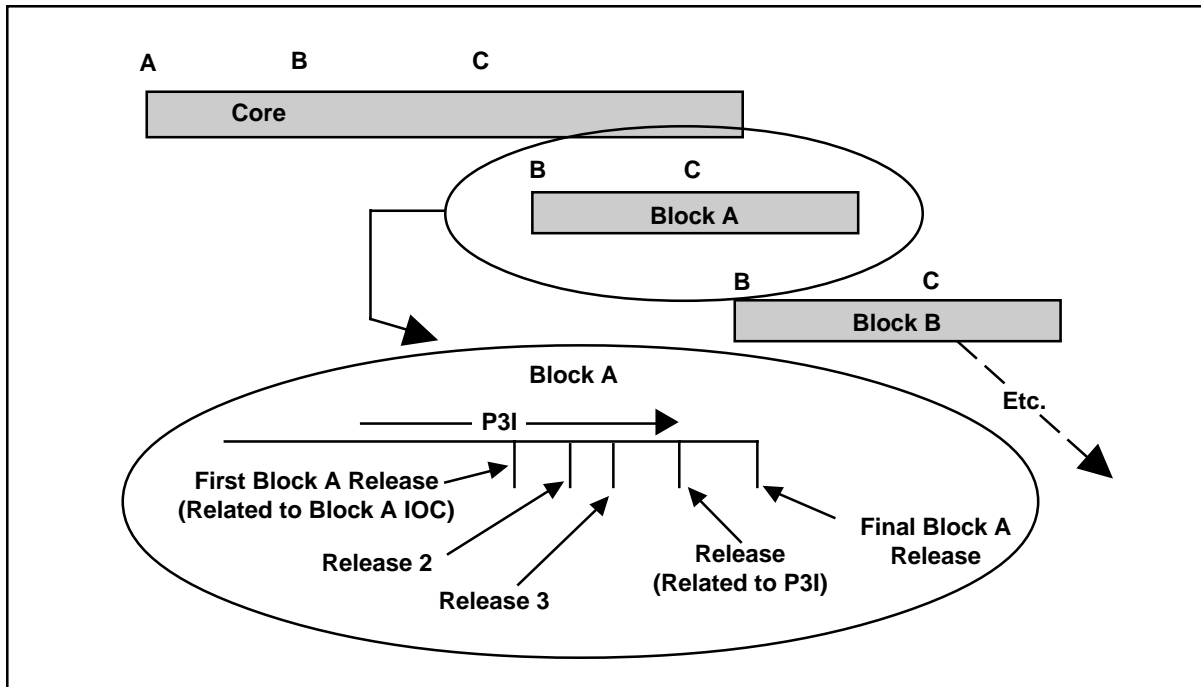 A B C
Core
B C
Block A
B C
Block B
Etc.
Block A
P3I
First Block A Release
(Related to Block A IOC)
Release 2
Release 3
Release
(Related to P3I)
Final Block A
Release